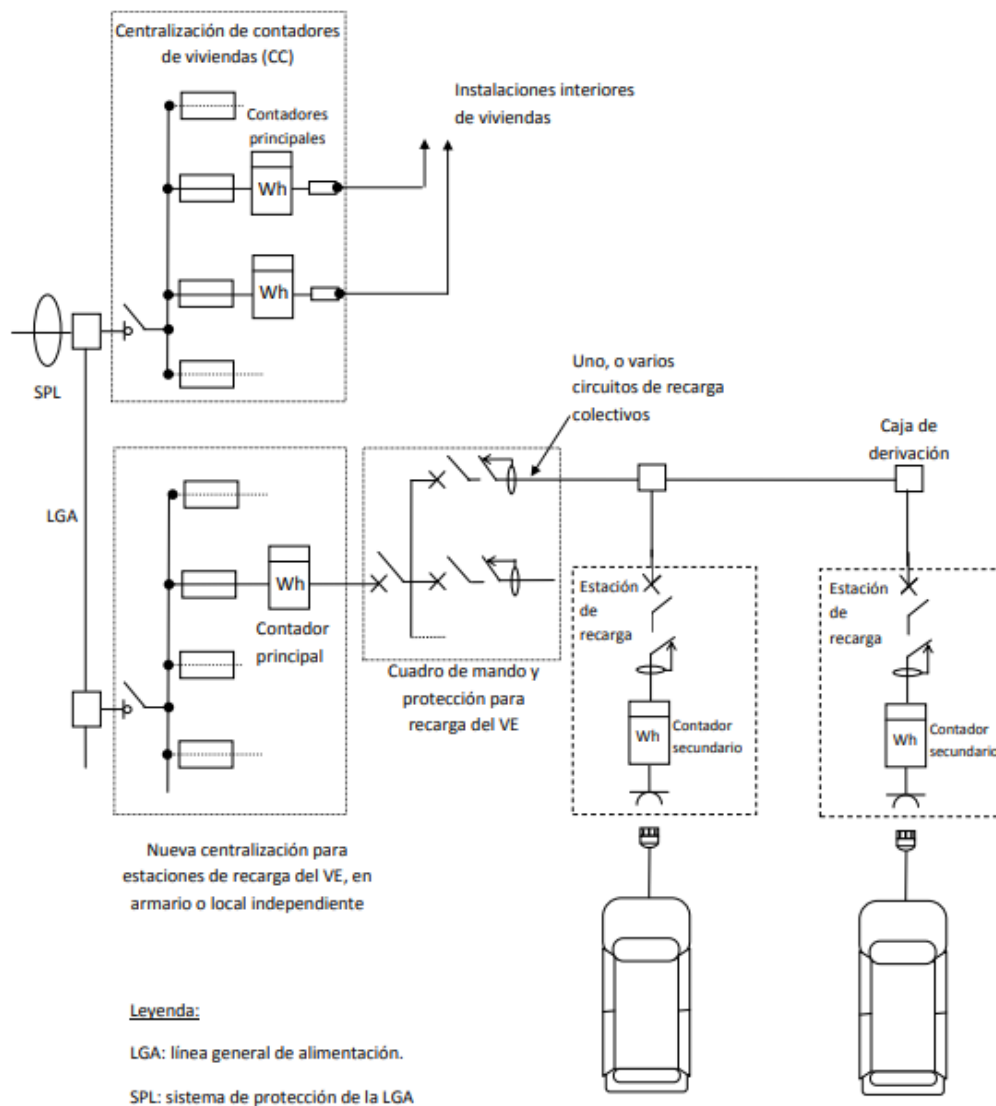 Centralización de contadores
de viviendas (CC)
Contadores
principales
Wh
Wh
Instalaciones interiores
de viviendas
SPL
LGA
Uno, o varios
circuitos de recarga
colectivos
Caja de
derivación
Wh
Contador
principal
Cuadro de mando y
protección para
recarga del VE
Estación
de
recarga
Wh
Contador
secundario
Estación
de
recarga
Wh
Contador
secundario
Nueva centralización para
estaciones de recarga del VE, en
armario o local independiente
Leyenda:
LGA: línea general de alimentación.
SPL: sistema de protección de la LGA